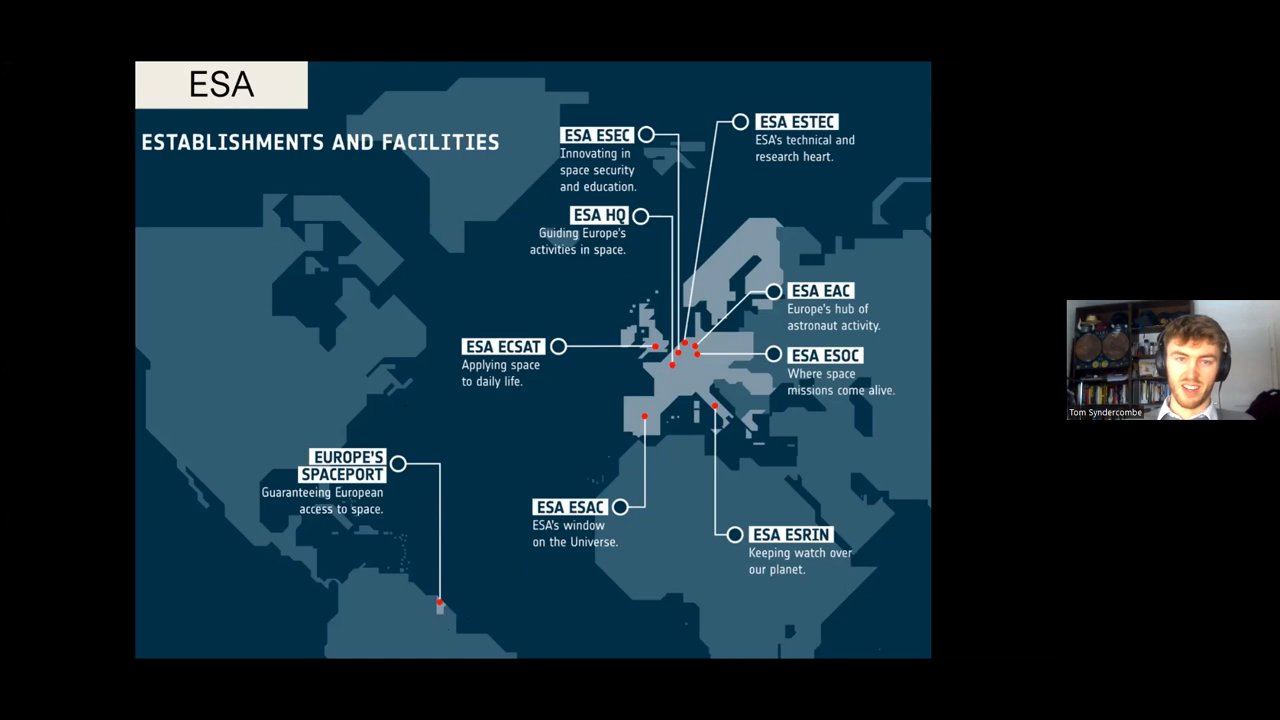 ESA
ESTABLISHMENTS AND FACILITIES
ESA ESEC
Innovating in
space security
and education.
ESA ESTEC
ESA's technical and
research heart.
ESA HQ
Guiding Europe's
activities in space.
ESA EAC
Europe's hub of
astronaut activity.
ESA ECSAT
Applying space
to daily life.
ESA ESOC
Where space
missions come alive.
EUROPE'S
SPACEPORT
Guaranteeing European
access to space.
ESA ESAC
ESA's window
on the Universe.
ESA ESRIN
Keeping watch over
our planet.
Tom Syndercombe